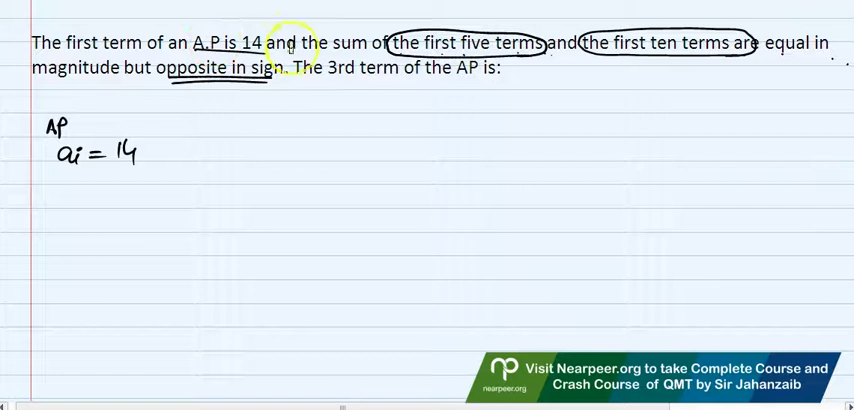 The first term of an A.P is 14 and the sum of the first five terms and the first ten terms are equal in
magnitude but opposite in sign. The 3rd term of the AP is:
AP
a₁ = 14
Visit Nearpeer.org to take Complete Course and
Crash Course of QMT by Sir Jahanzaib
nearpeer.org